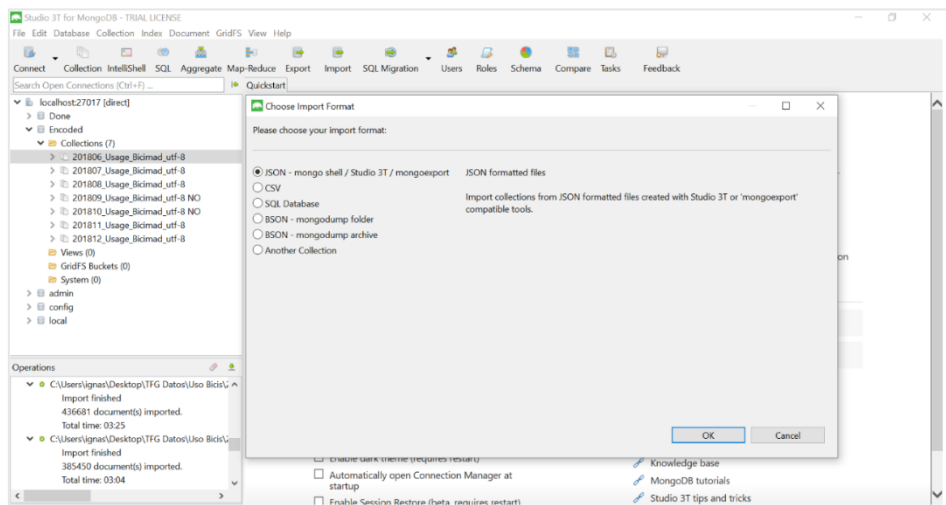 Studio 3T for MongoDB - TRIAL LICENSE
File Edit Database Collection Index Document GridFS View Help
Connect Collection IntelliShell SQL Aggregate Map-Reduce Export Import SQL Migration Users Roles Schema Compare Tasks Feedback
Search Open Connections (Ctrl+F) ...
Quickstart
localhost:27017 [direct]
Done
Encoded
Collections (7)
201806_Usage_Bicimad_utf-8
201807_Usage_Bicimad_utf-8
201808_Usage_Bicimad_utf-8
201809_Usage_Bicimad_utf-8 NO
201810_Usage_Bicimad_utf-8 NO
201811_Usage_Bicimad_utf-8
201812_Usage_Bicimad_utf-8
Views (0)
GridFS Buckets (0)
System (0)
admin
config
local
Operations
C:\Users\ignas\Desktop\TFG Datos\Uso Bicis\
Import finished
436681 document(s) imported.
Total time: 03:25
C:\Users\ignas\Desktop\TFG Datos\Uso Bicis\
Import finished
385450 document(s) imported.
Total time: 03:04
Choose Import Format
Please choose your import format:
JSON - mongo shell / Studio 3T / mongoexport
CSV
SQL Database
BSON - mongodump folder
BSON - mongodump archive
Another Collection
JSON formatted files
Import collections from JSON formatted files created with Studio 3T or 'mongoexport'
compatible tools.
OK Cancel
on
Enable dark theme (requires restart)
Automatically open Connection Manager at
startup
Enable Session Restore (beta, requires restart)
Knowledge base
MongoDB tutorials
Studio 3T tips and tricks